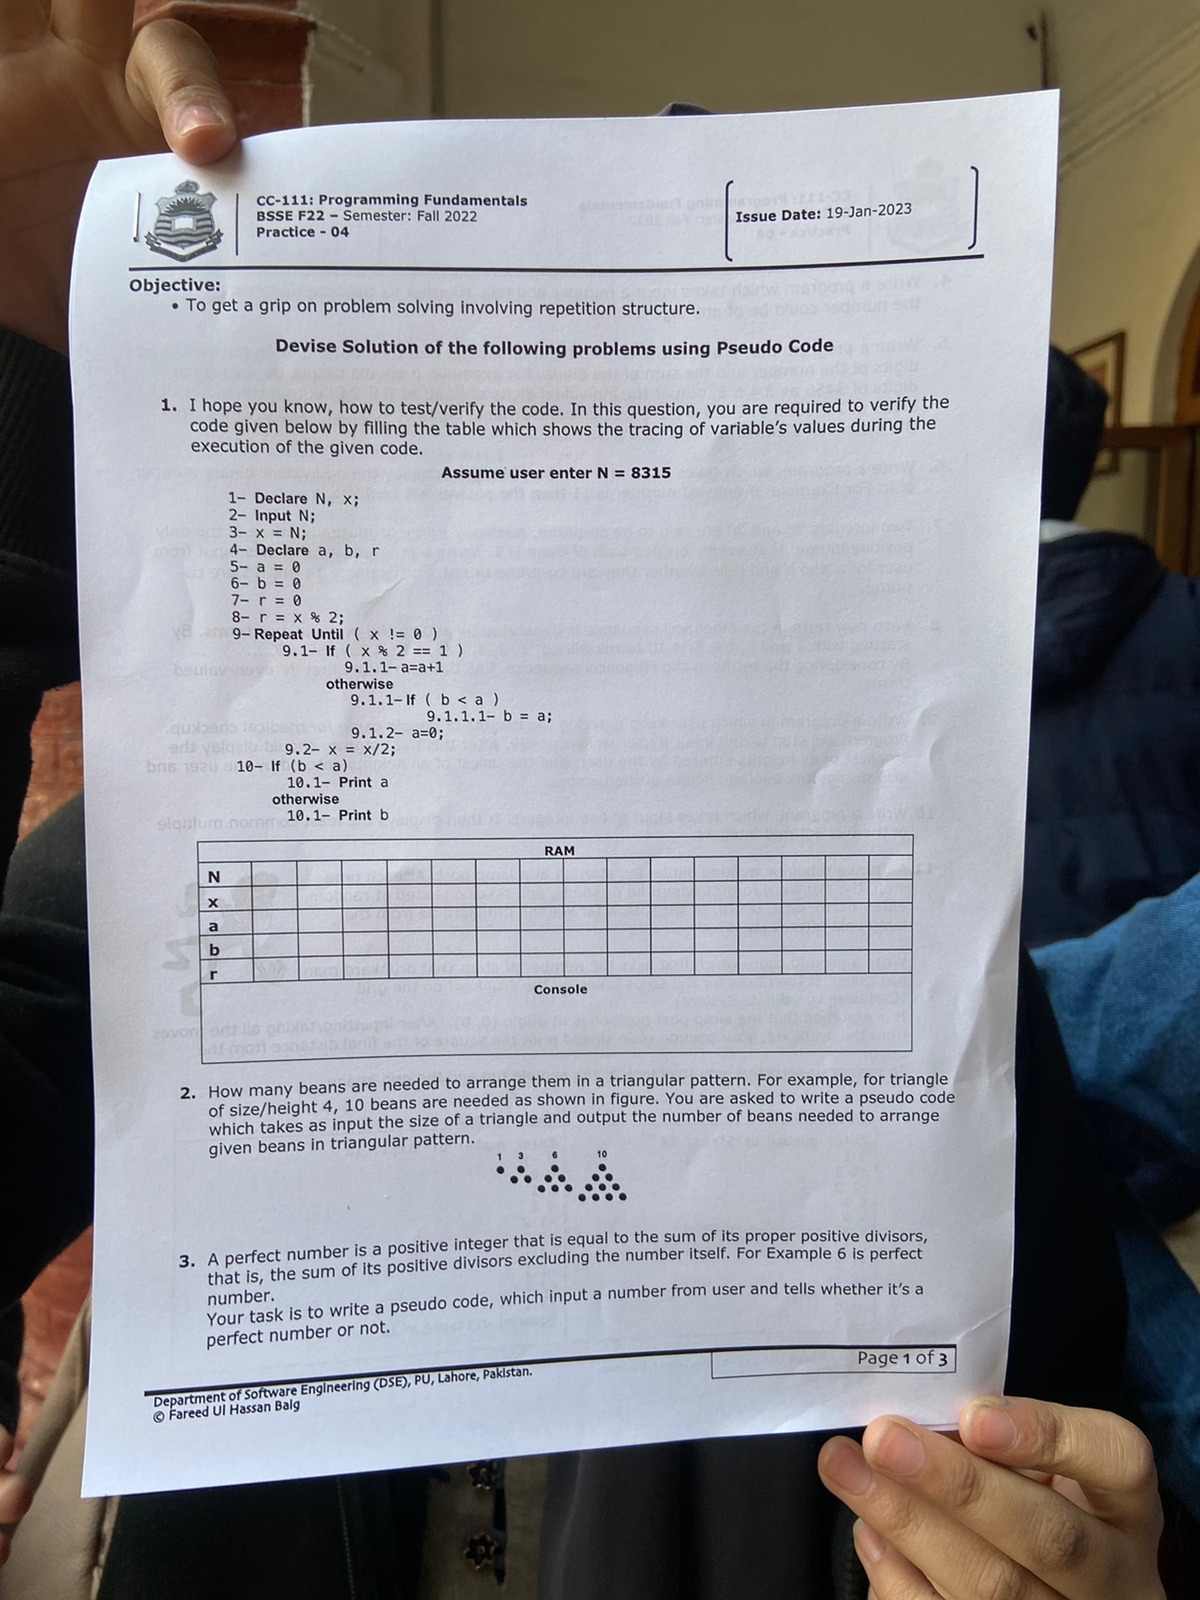 CC-111: Programming Fundamentals
BSSE F22 – Semester: Fall 2022
Practice - 04
Issue Date: 19-Jan-2023
Objective:
• To get a grip on problem solving involving repetition structure.
Devise Solution of the following problems using Pseudo Code
1. I hope you know, how to test/verify the code. In this question, you are required to verify the
code given below by filling the table which shows the tracing of variable's values during the
execution of the given code.
Assume user enter N = 8315
1- Declare N, x;
2- Input N;
3- x = N;
4- Declare a, b, r
5- a = 0
6- b = 0
7- r = 0
8- r = x % 2;
9- Repeat Until ( x != 0 )
9.1- If ( x % 2 == 1 )
9.1.1- a=a+1
otherwise
9.1.1- If ( b < a )
9.1.1.1- b = a;
9.1.2- a=0;
9.2- x = x/2;
10- If (b < a)
10.1- Print a
otherwise
10.1- Print b
RAM
N
x
a
b
r
Console
2. How many beans are needed to arrange them in a triangular pattern. For example, for triangle
of size/height 4, 10 beans are needed as shown in figure. You are asked to write a pseudo code
which takes as input the size of a triangle and output the number of beans needed to arrange
given beans in triangular pattern.
1 3 6 10
3. A perfect number is a positive integer that is equal to the sum of its proper positive divisors,
that is, the sum of its positive divisors excluding the number itself. For Example 6 is perfect
number.
Your task is to write a pseudo code, which input a number from user and tells whether it's a
perfect number or not.
Page 1 of 3
Department of Software Engineering (DSE), PU, Lahore, Pakistan.
© Fareed Ul Hassan Baig